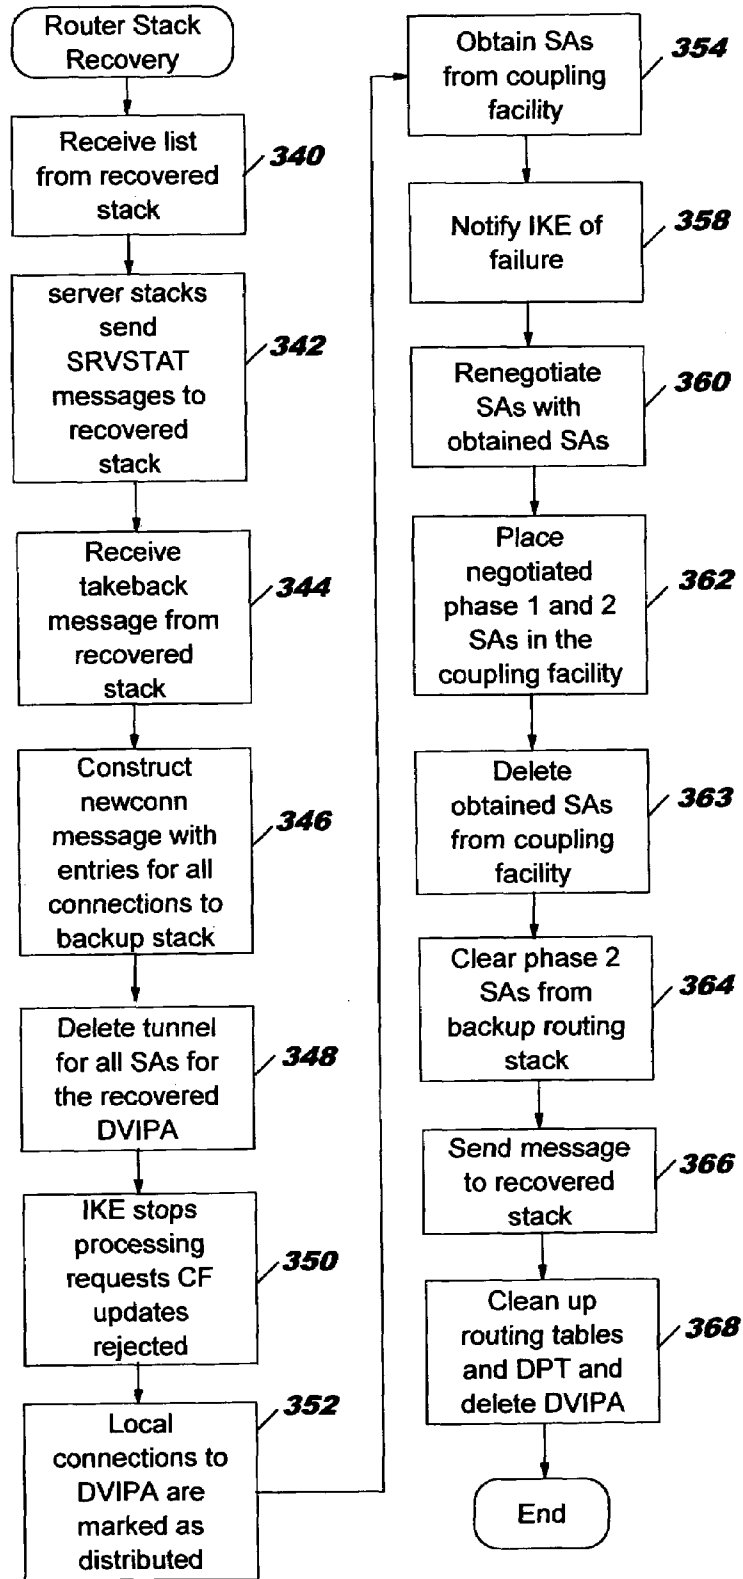 Router Stack
Recovery
Receive list
from recovered
stack
340
server stacks
send
SRVSTAT
messages to
recovered
stack
342
Receive
takeback
message from
recovered
stack
344
Construct
newconn
message with
entries for all
connections to
backup stack
346
Delete tunnel
for all SAs for
the recovered
DVIPA
348
IKE stops
processing
requests CF
updates
rejected
350
Local
connections to
DVIPA are
marked as
distributed
352
Obtain SAs
from coupling
facility
354
Notify IKE of
failure
358
Renegotiate
SAs with
obtained SAs
360
Place
negotiated
phase 1 and 2
SAs in the
coupling facility
362
Delete
obtained SAs
from coupling
facility
363
Clear phase 2
SAs from
backup routing
stack
364
Send message
to recovered
stack
366
Clean up
routing tables
and DPT and
delete DVIPA
368
End